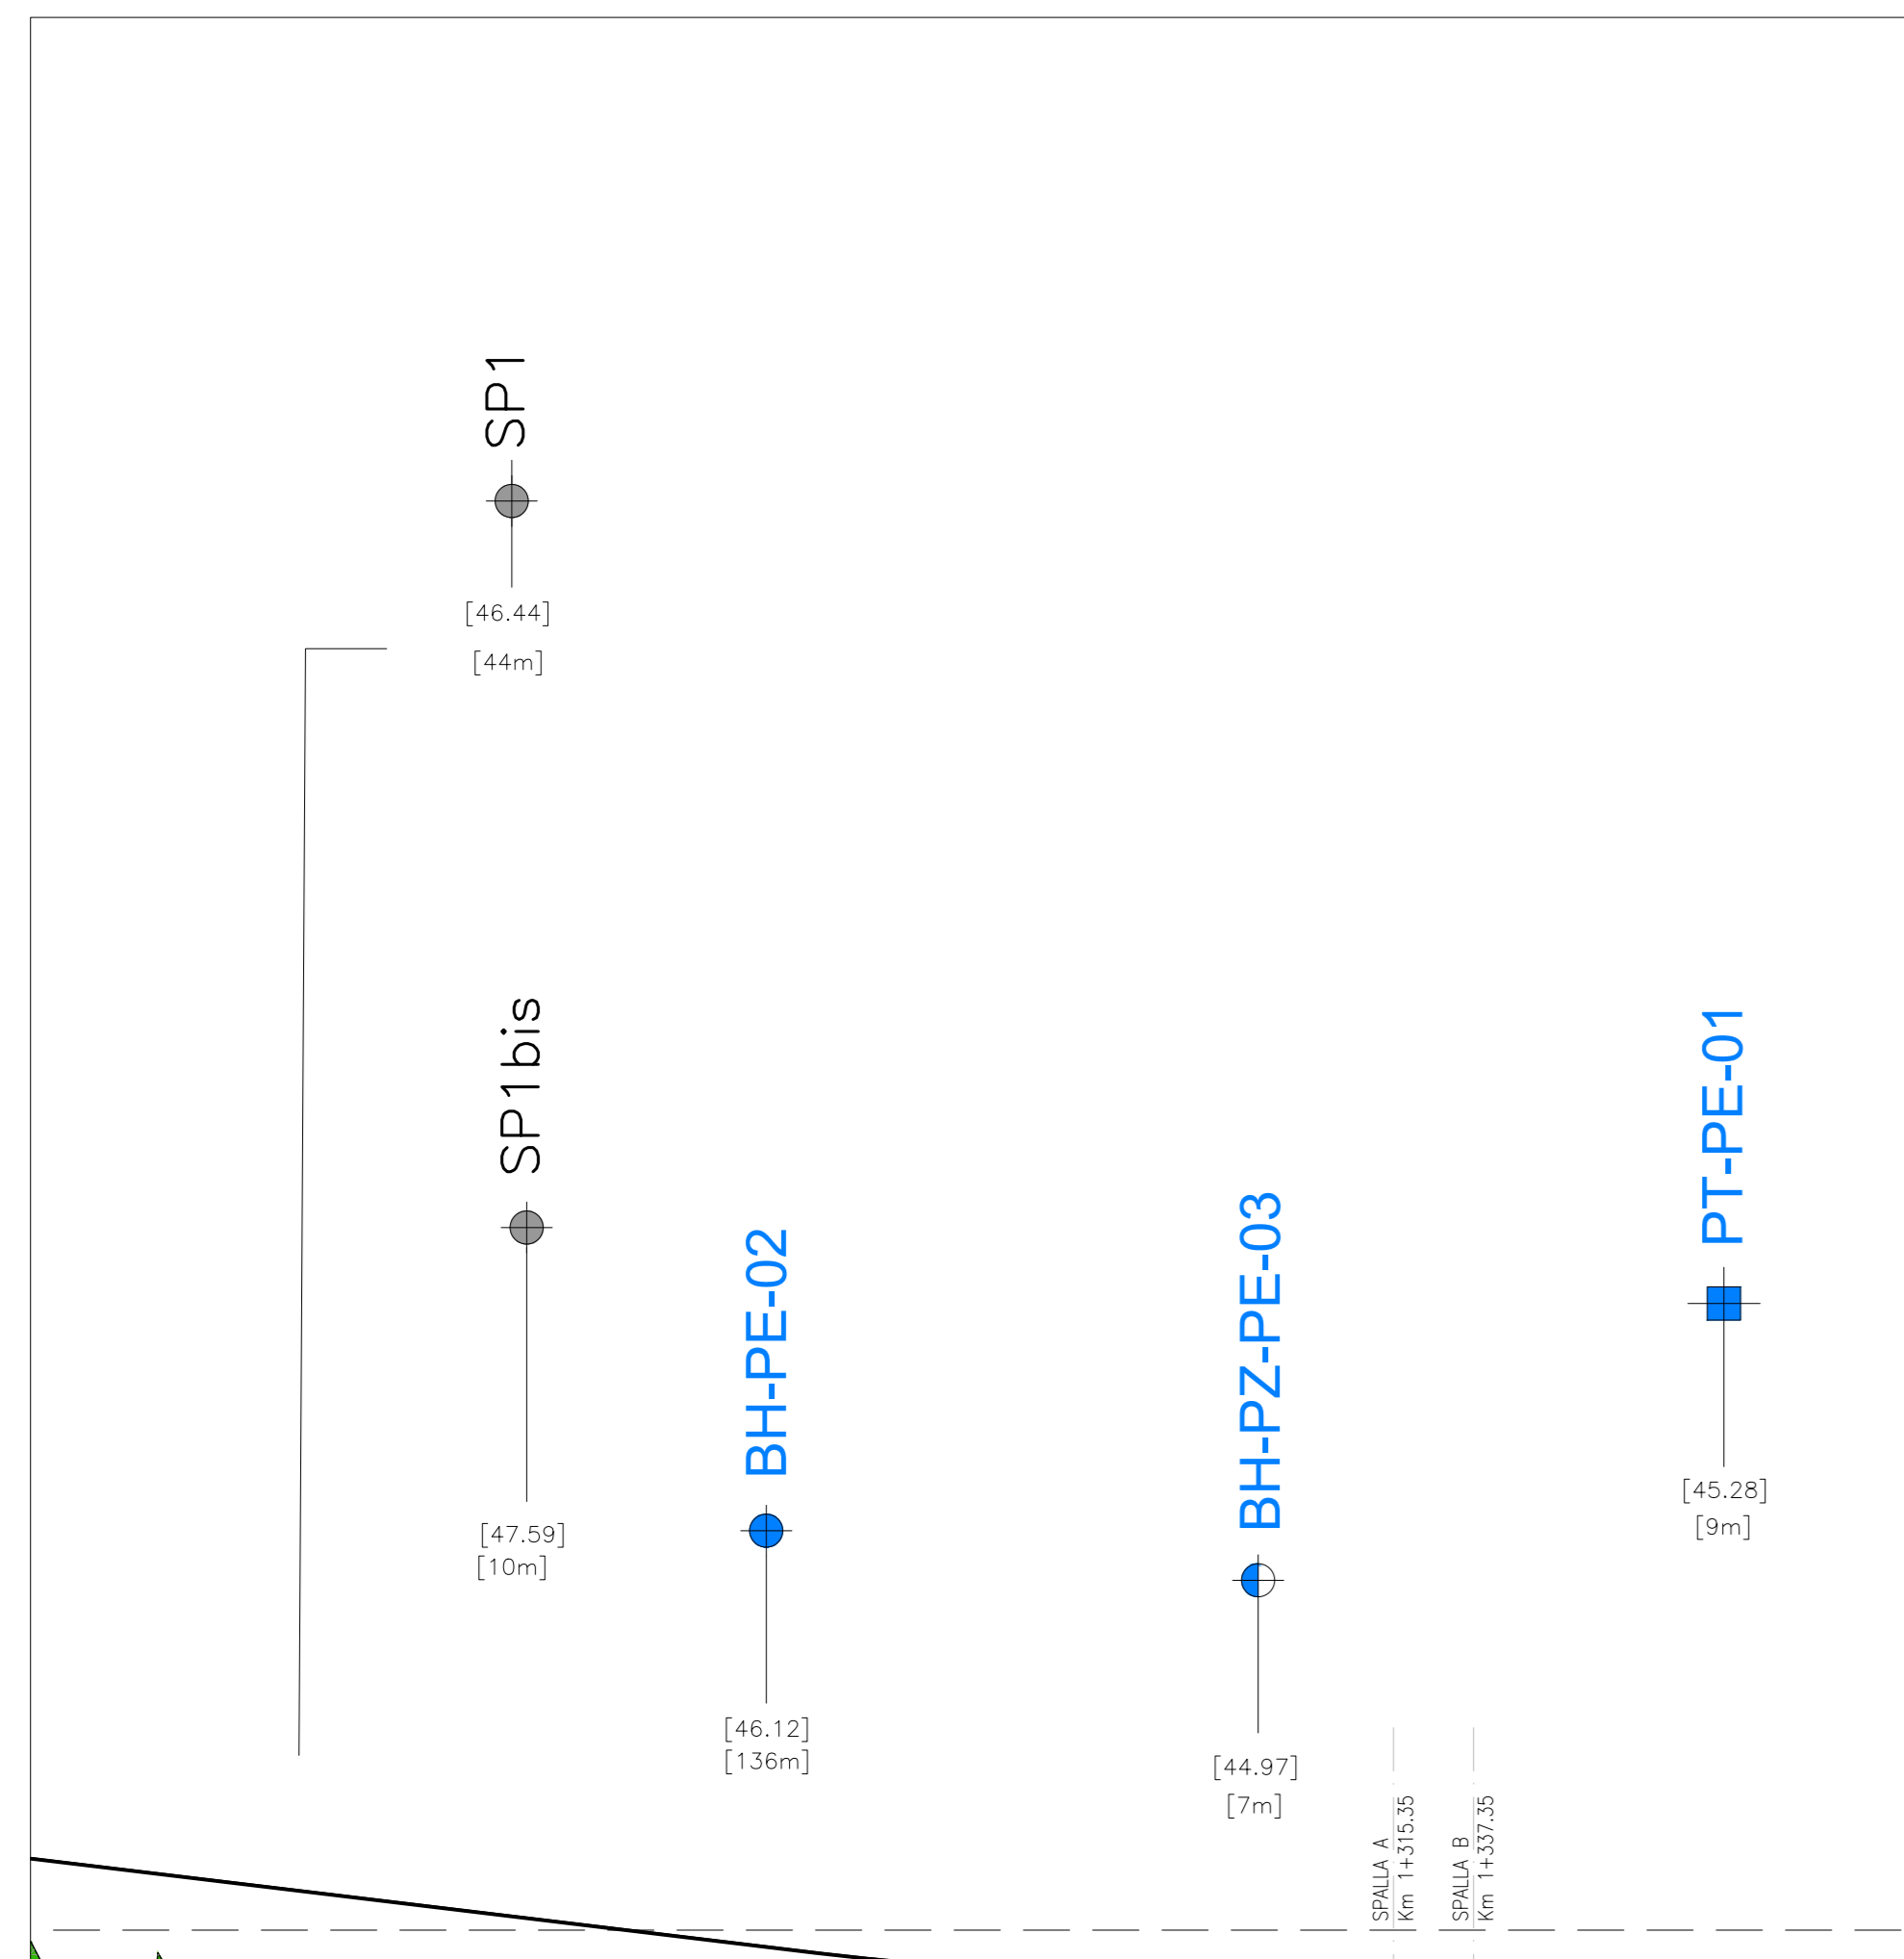 SP1
[46.44]
[44m]
SP1bis
[47.59]
[10m]
BH-PE-02
[46.12]
[136m]
BH-PZ-PE-03
[44.97]
[7m]
PT-PE-01
[45.28]
[9m]
SPALLA A
Km 1+315.35
SPALLA B
Km 1+337.35